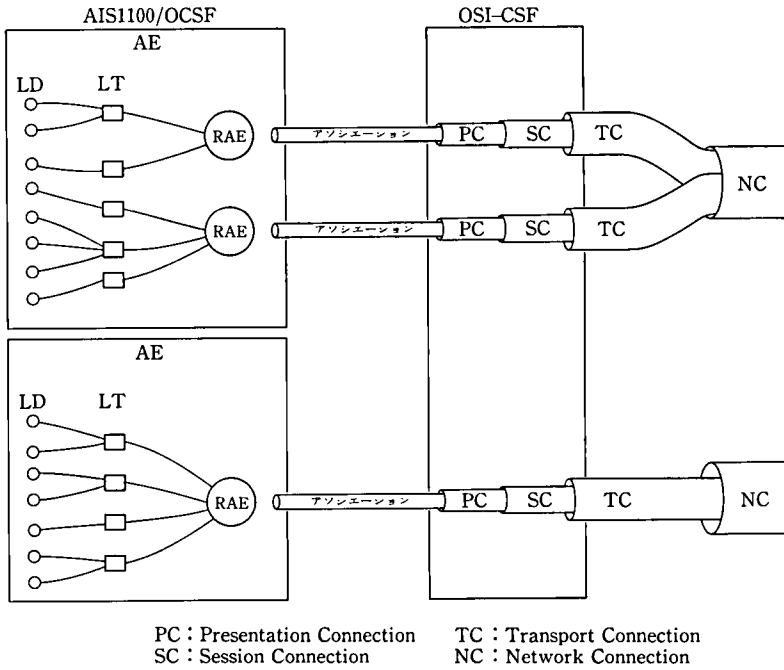 AIS1100/OCSF
OSI-CSF
AE
LD
LT
RAE
アソシエーション
PC
SC
TC
NC
RAE
アソシエーション
PC
SC
TC
AE
LD
LT
RAE
アソシエーション
PC
SC
TC
NC
PC：Presentation Connection
TC：Transport Connection
SC：Session Connection
NC：Network Connection